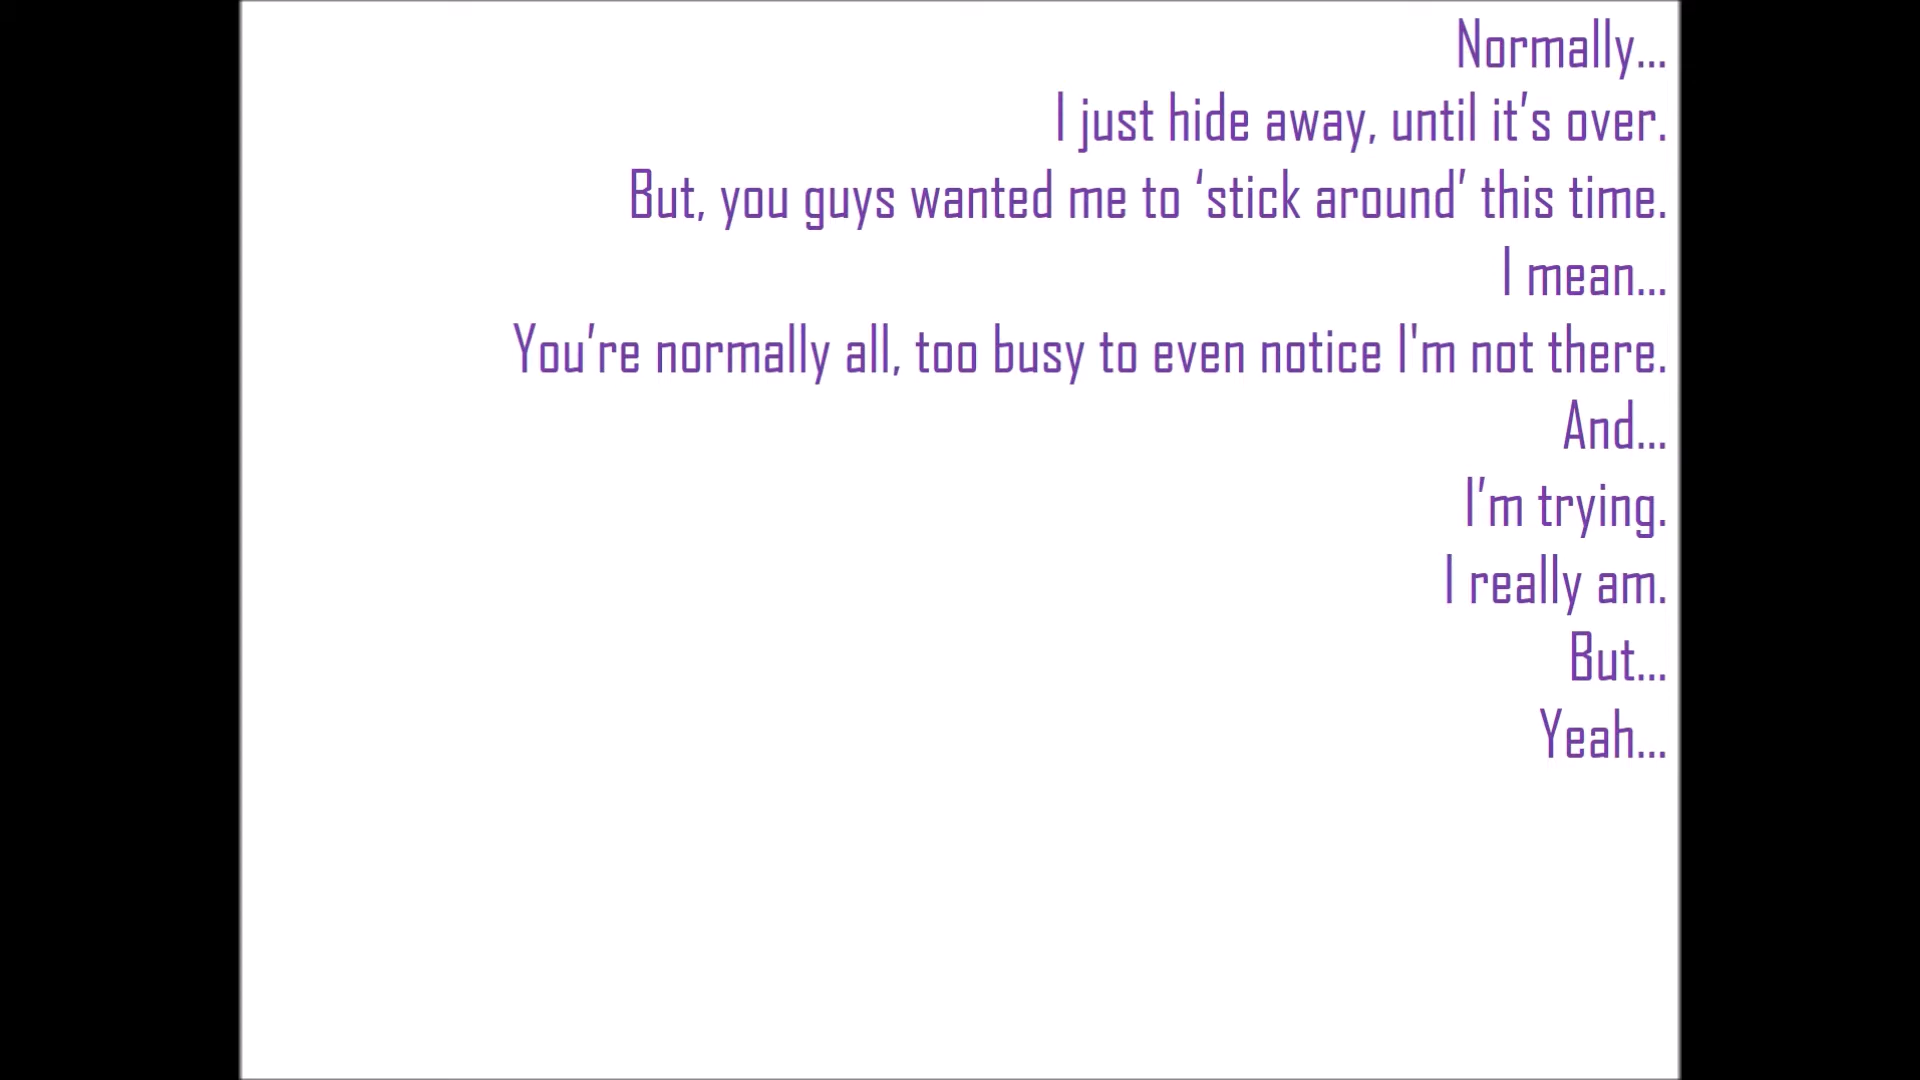 Normally...
I just hide away, until it’s over.
But, you guys wanted me to ‘stick around’ this time.
I mean...
You’re normally all, too busy to even notice I'm not there.
And...
I’m trying.
I really am.
But...
Yeah...